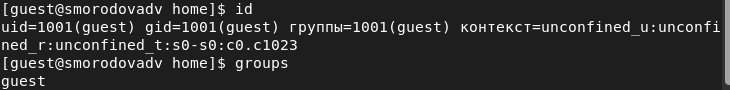 [guest@smorodovadv home]$ id
uid=1001(guest) gid=1001(guest) группы=1001(guest) контекст=unconfined_u:unconfi
ned_r:unconfined_t:s0-s0:c0.c1023
[guest@smorodovadv home]$ groups
guest